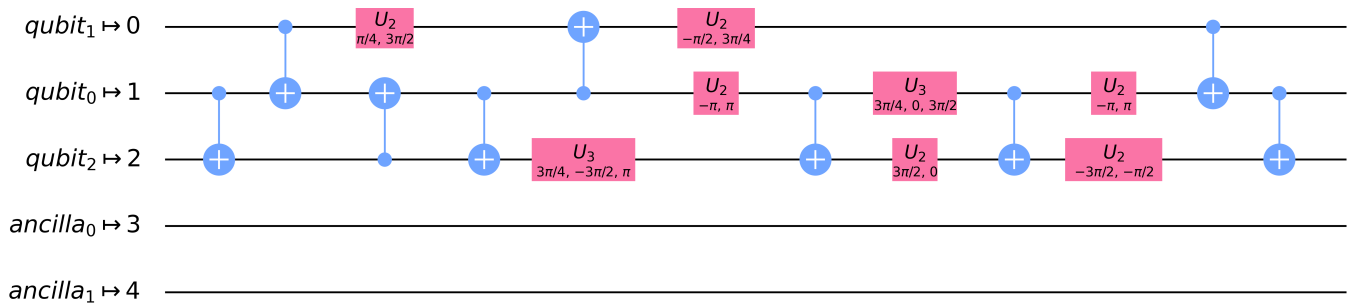 qubit₁ ↦ 0
U₂
π/4, 3π/2
U₂
−π/2, 3π/4
qubit₀ ↦ 1
U₂
−π, π
U₃
3π/4, 0, 3π/2
U₂
−π, π
qubit₂ ↦ 2
U₃
3π/4, −3π/2, π
U₂
3π/2, 0
U₂
−3π/2, −π/2
ancilla₀ ↦ 3
ancilla₁ ↦ 4